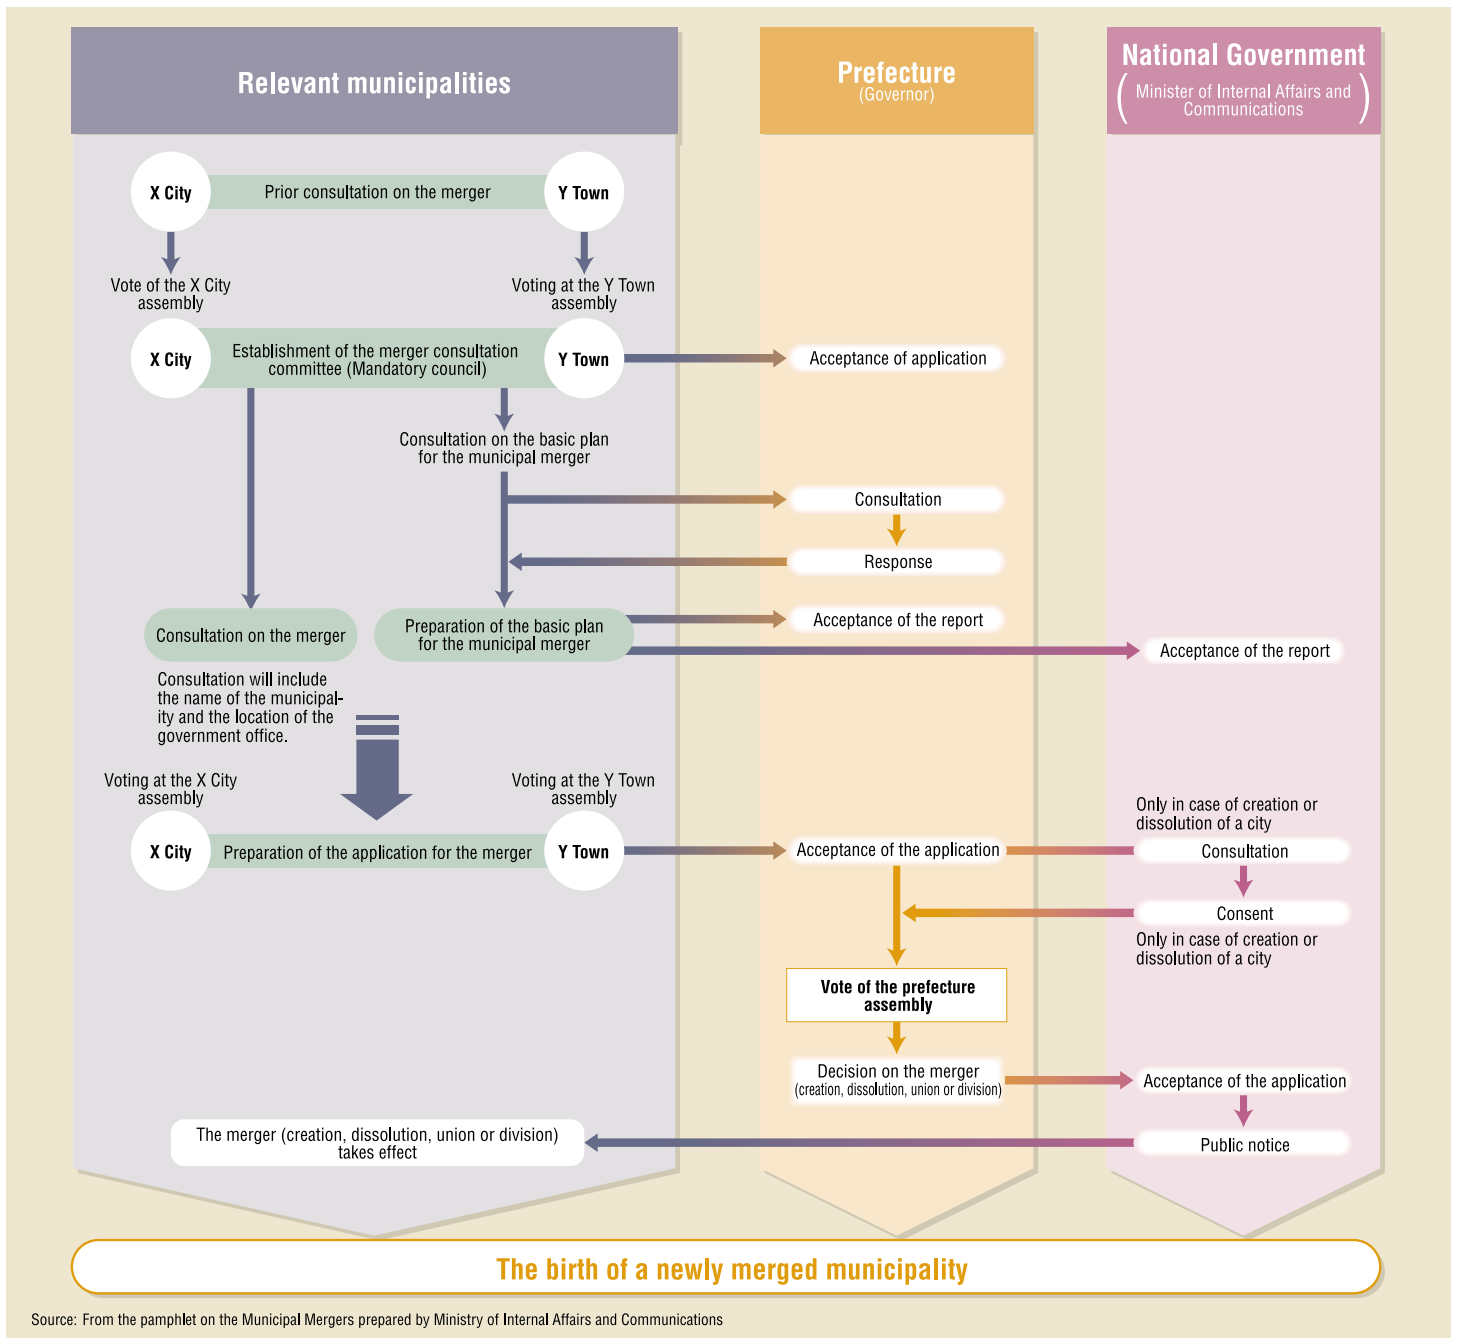 Relevant municipalities
Prefecture
(Governor)
National Government
(Minister of Internal Affairs and
Communications)
X City
Prior consultation on the merger
Y Town
Vote of the X City
assembly
Voting at the Y Town
assembly
X City
Establishment of the merger consultation
committee (Mandatory council)
Y Town
Acceptance of application
Consultation on the basic plan
for the municipal merger
Consultation
Response
Consultation on the merger
Preparation of the basic plan
for the municipal merger
Acceptance of the report
Acceptance of the report
Consultation will include
the name of the municipal-
ity and the location of the
government office.
Voting at the X City
assembly
Voting at the Y Town
assembly
X City
Preparation of the application for the merger
Y Town
Acceptance of the application
Only in case of creation or
dissolution of a city
Consultation
Consent
Only in case of creation or
dissolution of a city
Vote of the prefecture
assembly
Decision on the merger
(creation, dissolution, union or division)
Acceptance of the application
The merger (creation, dissolution, union or division)
takes effect
Public notice
The birth of a newly merged municipality
Source: From the pamphlet on the Municipal Mergers prepared by Ministry of Internal Affairs and Communications